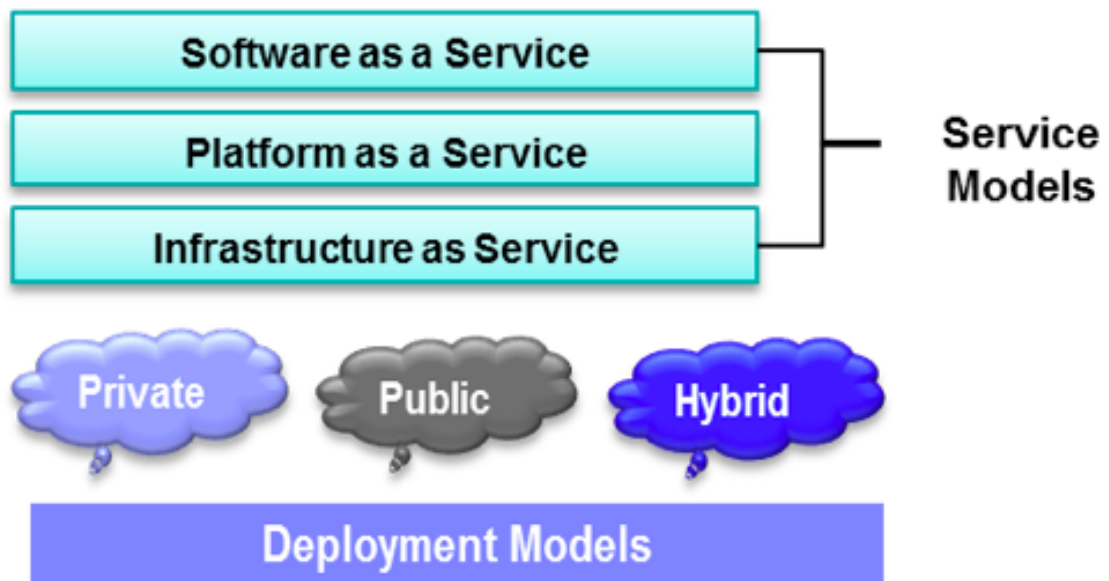 Software as a Service
Platform as a Service
Infrastructure as Service
Service
Models
Private
Public
Hybrid
Deployment Models